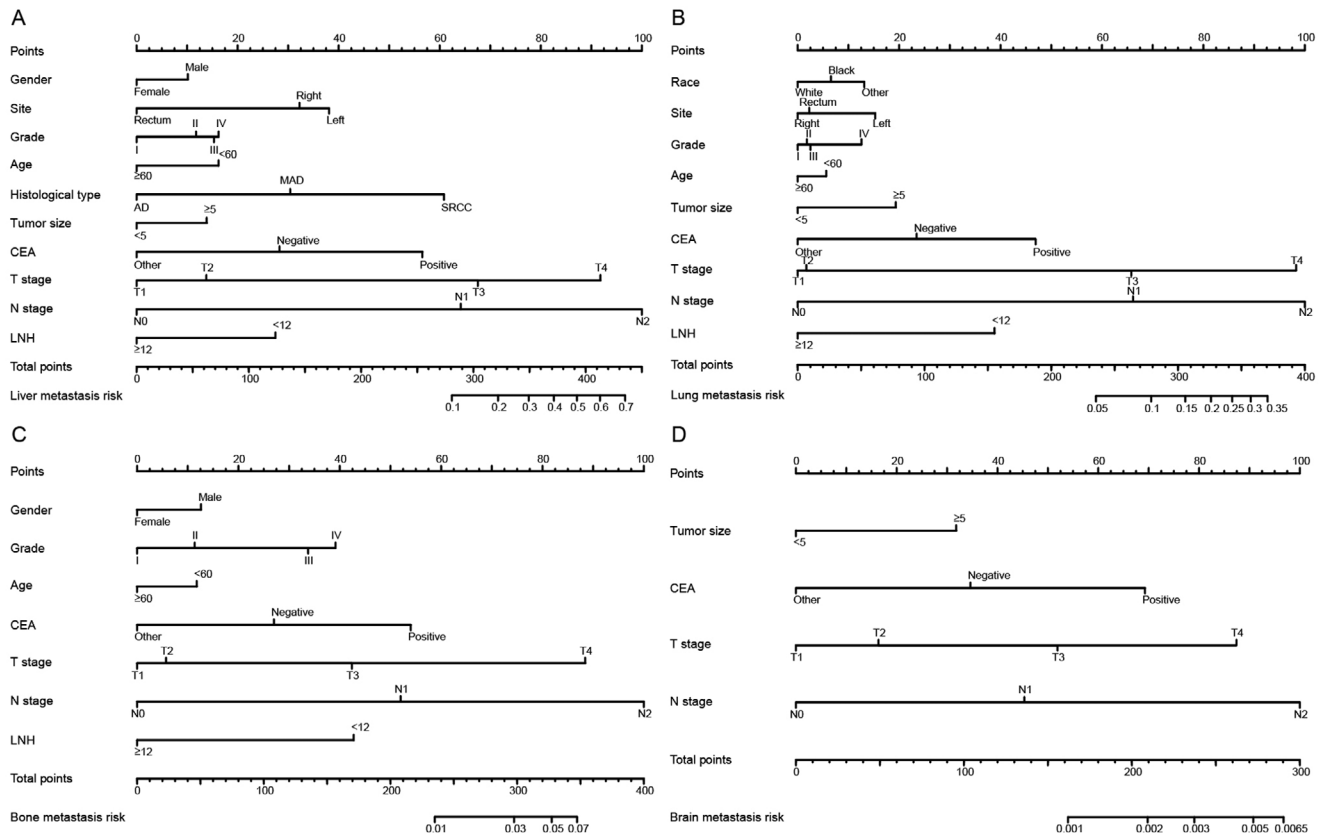 A
0 20 40 60 80 100
Points
Male
Gender
Female
Right
Site
Rectum Left
II IV
Grade
I III
<60
Age
≥60
MAD
Histological type
AD SRCC
≥5
Tumor size
<5
Negative
CEA
Other Positive
T2 T4
T stage
T1 T3
N1
N stage
N0 N2
<12
LNH
≥12
Total points
0 100 200 300 400
Liver metastasis risk
0.1 0.2 0.3 0.4 0.5 0.6 0.7
B
0 20 40 60 80 100
Points
Black
Race
White Other
Rectum
Site
Right Left
II IV
Grade
I III
<60
Age
≥60
≥5
Tumor size
<5
Negative
CEA
Other Positive
T2 T4
T stage
T1 T3
N1
N stage
N0 N2
<12
LNH
≥12
Total points
0 100 200 300 400
Lung metastasis risk
0.05 0.1 0.15 0.2 0.25 0.3 0.35
C
0 20 40 60 80 100
Points
Male
Gender
Female
II IV
Grade
I III
<60
Age
≥60
Negative
CEA
Other Positive
T2 T4
T stage
T1 T3
N1
N stage
N0 N2
<12
LNH
≥12
Total points
0 100 200 300 400
Bone metastasis risk
0.01 0.03 0.05 0.07
D
0 20 40 60 80 100
Points
≥5
Tumor size
<5
Negative
CEA
Other Positive
T2 T4
T stage
T1 T3
N1
N stage
N0 N2
Total points
0 100 200 300
Brain metastasis risk
0.001 0.002 0.003 0.005 0.0065